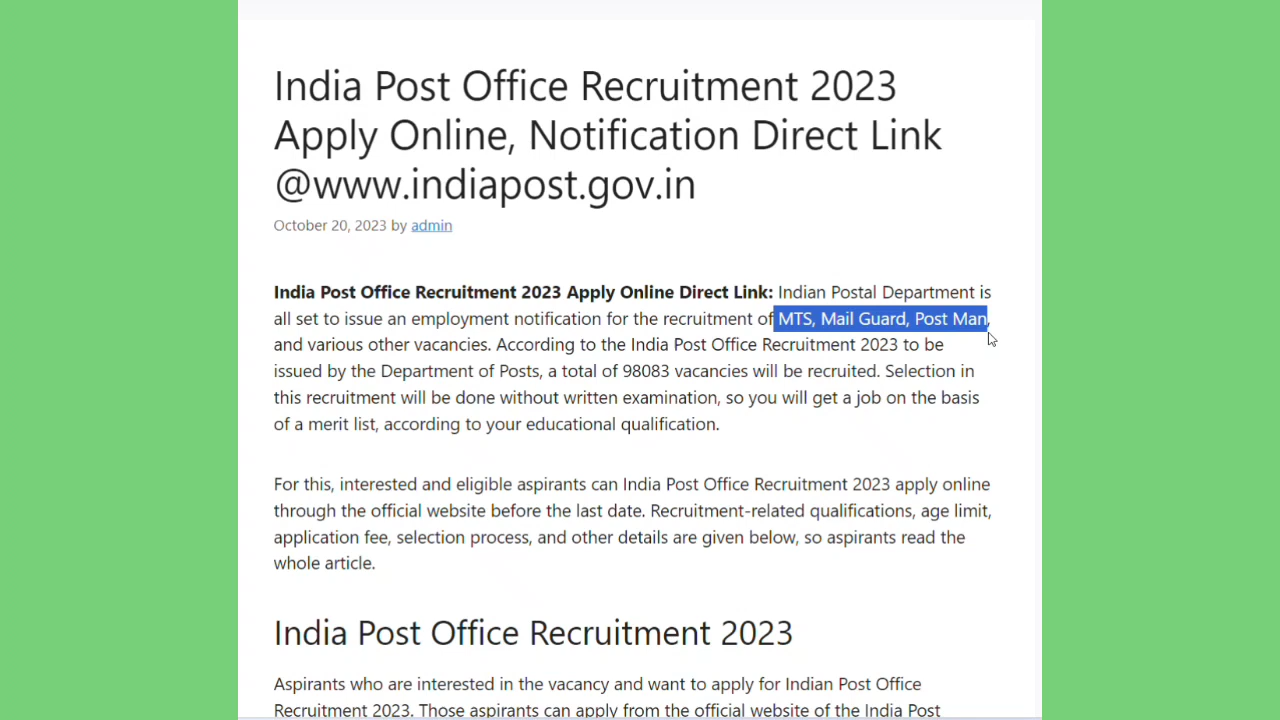 India Post Office Recruitment 2023
Apply Online, Notification Direct Link
@www.indiapost.gov.in
October 20, 2023 by admin
India Post Office Recruitment 2023 Apply Online Direct Link: Indian Postal Department is
all set to issue an employment notification for the recruitment of MTS, Mail Guard, Post Man,
and various other vacancies. According to the India Post Office Recruitment 2023 to be
issued by the Department of Posts, a total of 98083 vacancies will be recruited. Selection in
this recruitment will be done without written examination, so you will get a job on the basis
of a merit list, according to your educational qualification.
For this, interested and eligible aspirants can India Post Office Recruitment 2023 apply online
through the official website before the last date. Recruitment-related qualifications, age limit,
application fee, selection process, and other details are given below, so aspirants read the
whole article.
India Post Office Recruitment 2023
Aspirants who are interested in the vacancy and want to apply for Indian Post Office
Recruitment 2023. Those aspirants can apply from the official website of the India Post